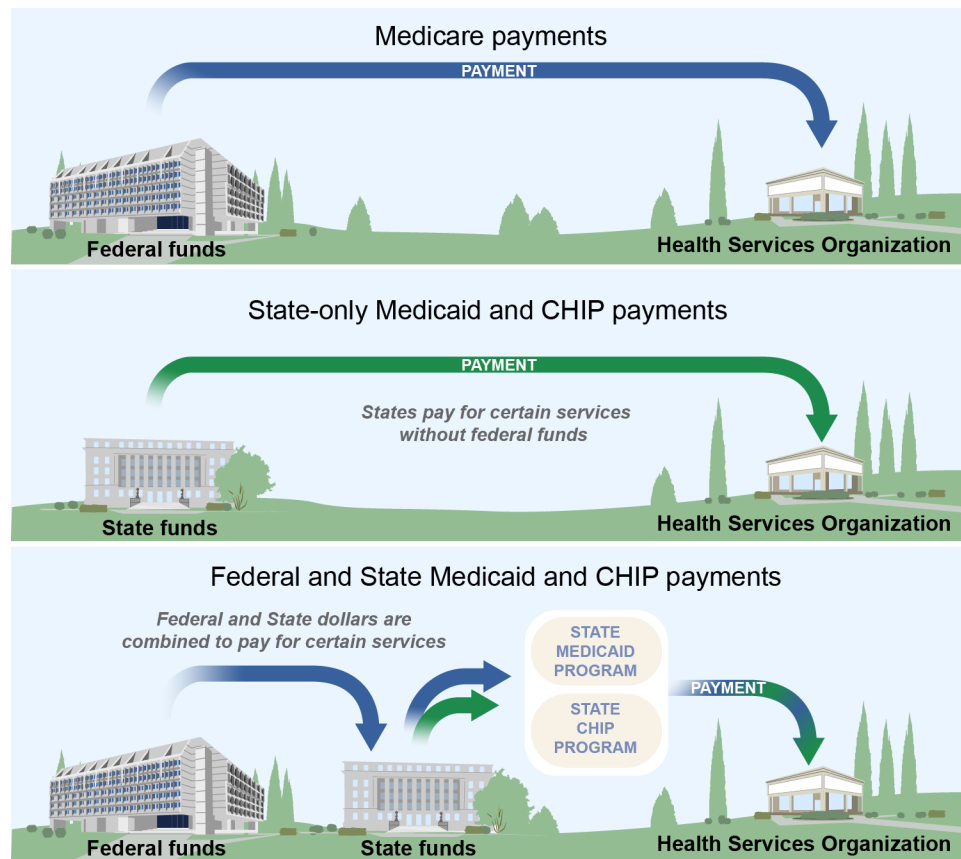 Medicare payments
PAYMENT
Federal funds
Health Services Organization
State-only Medicaid and CHIP payments
PAYMENT
States pay for certain services
without federal funds
State funds
Health Services Organization
Federal and State Medicaid and CHIP payments
Federal and State dollars are
combined to pay for certain services
STATE
MEDICAID
PROGRAM
STATE
CHIP
PROGRAM
PAYMENT
Federal funds
State funds
Health Services Organization